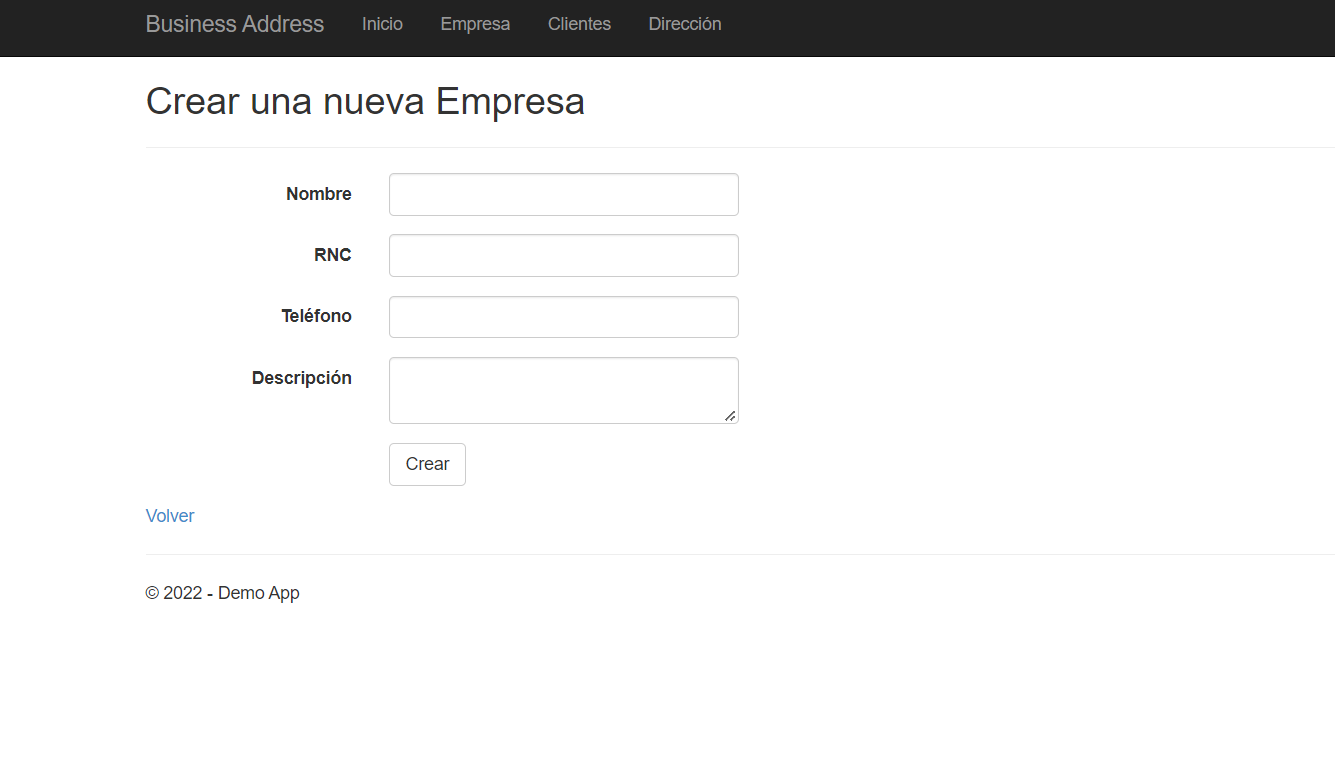 Business Address Inicio Empresa Clientes Dirección
Crear una nueva Empresa
Nombre
RNC
Teléfono
Descripción
Crear
Volver
© 2022 - Demo App